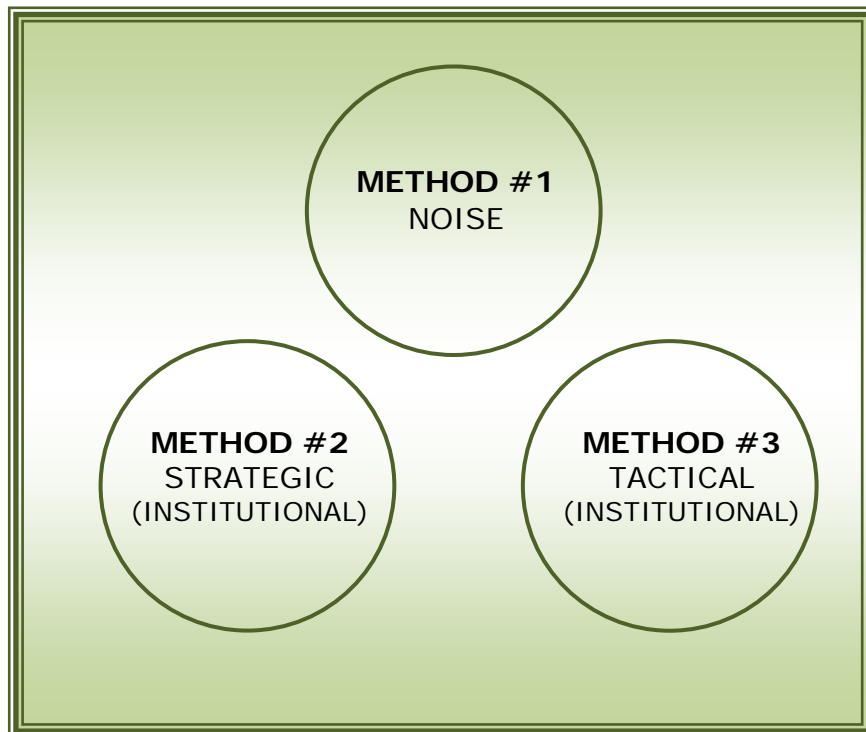 METHOD #1
NOISE
METHOD #2
STRATEGIC
(INSTITUTIONAL)
METHOD #3
TACTICAL
(INSTITUTIONAL)